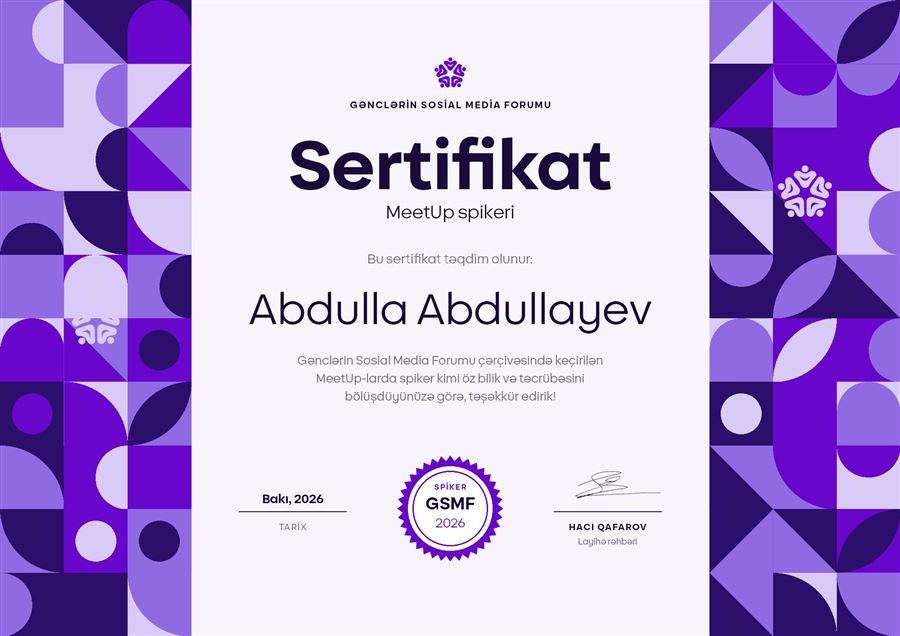 GƏNCLƏRİN SOSİAL MEDİA FORUMU
Sertifikat
MeetUp spikeri
Bu sertifikat təqdim olunur:
Abdulla Abdullayev
Gənclərin Sosial Media Forumu çərçivəsində keçirilən
MeetUp-larda spiker kimi öz bilik və təcrübəsini
bölüşdüyünüzə görə, təşəkkür edirik!
Bakı, 2026
TARİX
SPİKER
GSMF
2026
HACI QAFAROV
Layihə rəhbəri